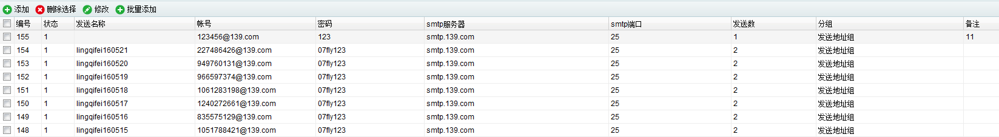 添加 删除选择 修改 批量添加
编号 状态 发送名称 帐号 密码 smtp服务器 smtp端口 发送数 分组 备注
155 1 123456@139.com 123 smtp.139.com 25 1 发送地址组 11
154 1 lingqifei160521 227486426@139.com 07fly123 smtp.139.com 25 2 发送地址组
153 1 lingqifei160520 949760131@139.com 07fly123 smtp.139.com 25 2 发送地址组
152 1 lingqifei160519 966597374@139.com 07fly123 smtp.139.com 25 2 发送地址组
151 1 lingqifei160518 1061283198@139.com 07fly123 smtp.139.com 25 2 发送地址组
150 1 lingqifei160517 1240272661@139.com 07fly123 smtp.139.com 25 2 发送地址组
149 1 lingqifei160516 835575129@139.com 07fly123 smtp.139.com 25 2 发送地址组
148 1 lingqifei160515 1051788421@139.com 07fly123 smtp.139.com 25 2 发送地址组